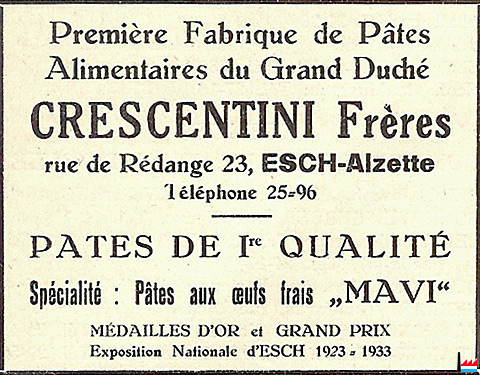 Première Fabrique de Pâtes
Alimentaires du Grand Duché
CRESCENTINI Frères
rue de Rédange 23, ESCH-Alzette
Téléphone 25=96
PATES DE Iʳᵉ QUALITÉ
Spécialité : Pâtes aux œufs frais „MAVI“
MÉDAILLES D'OR et GRAND PRIX
Exposition Nationale d'ESCH 1923 = 1933